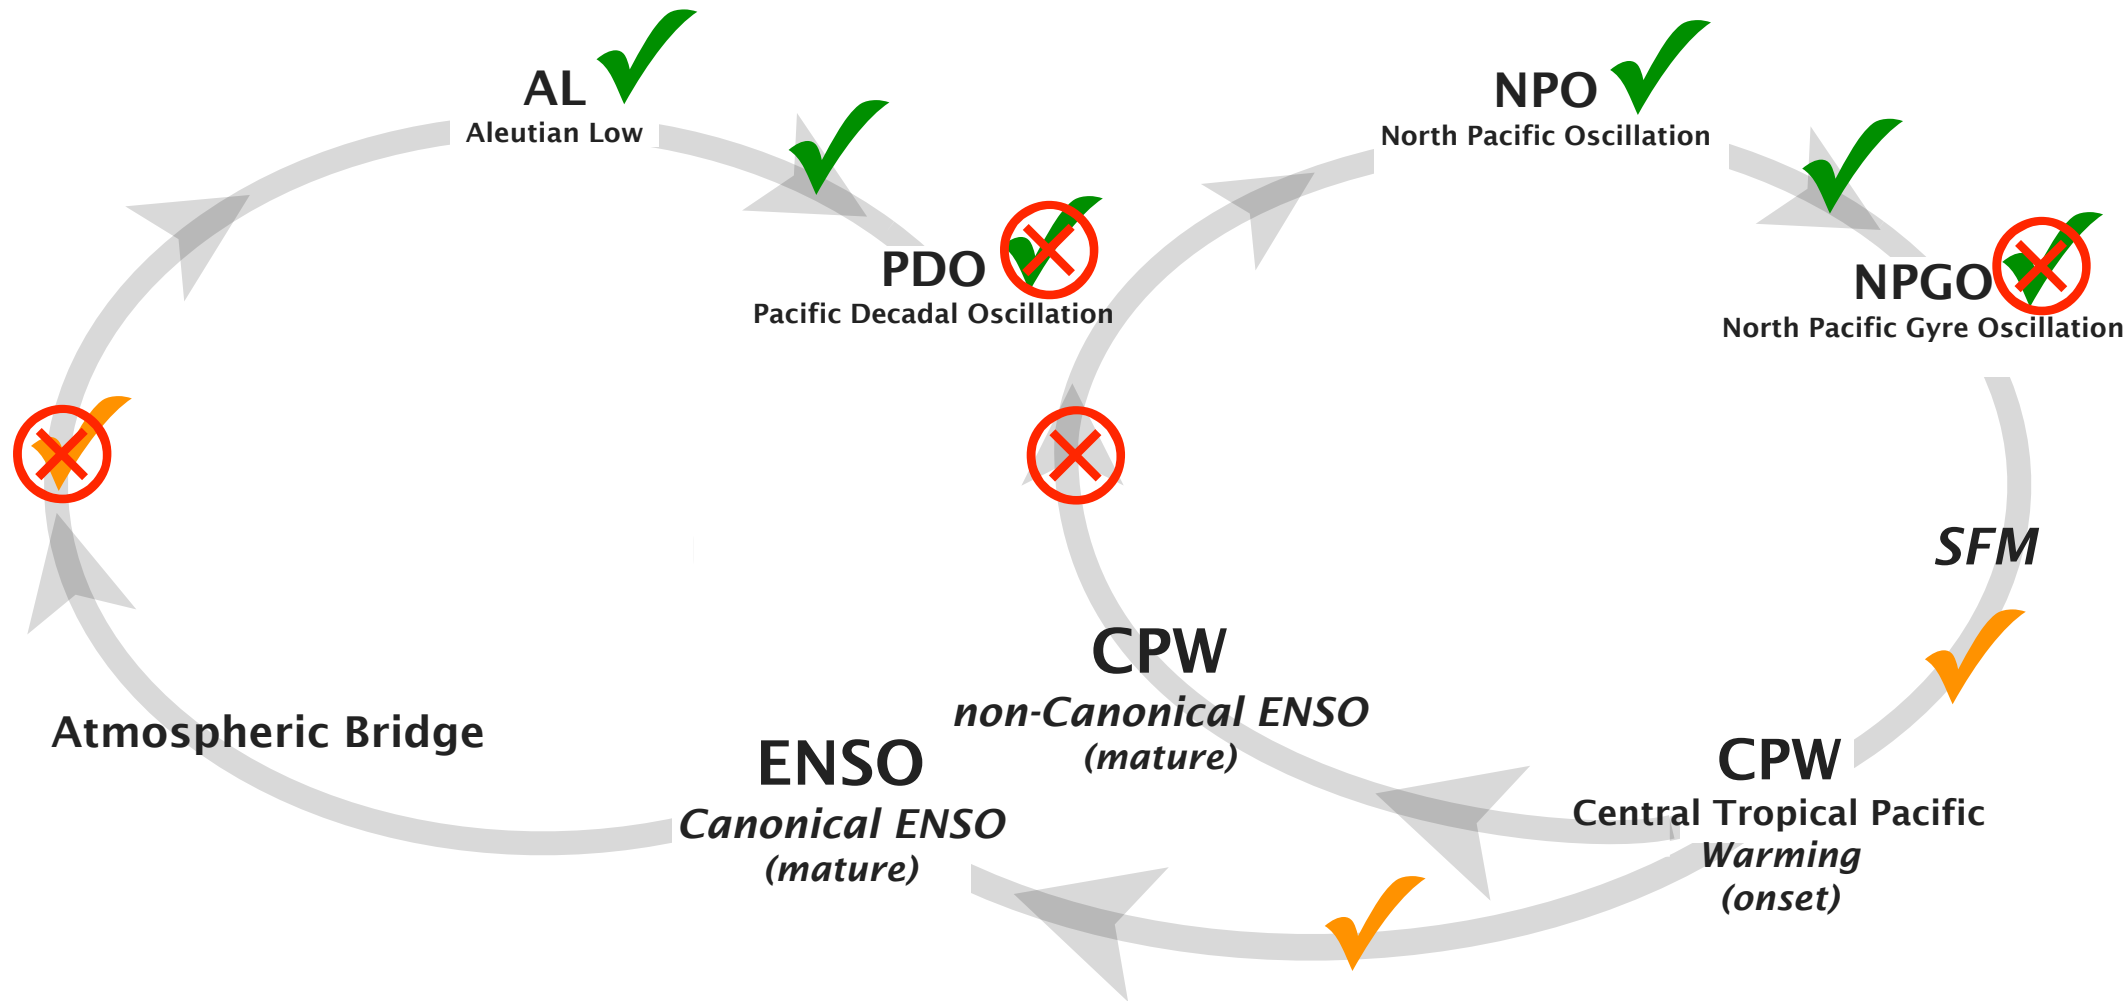 AL
Aleutian Low
NPO
North Pacific Oscillation
PDO
Pacific Decadal Oscillation
NPGO
North Pacific Gyre Oscillation
SFM
CPW
non-Canonical ENSO
(mature)
Atmospheric Bridge
ENSO
Canonical ENSO
(mature)
CPW
Central Tropical Pacific
Warming
(onset)